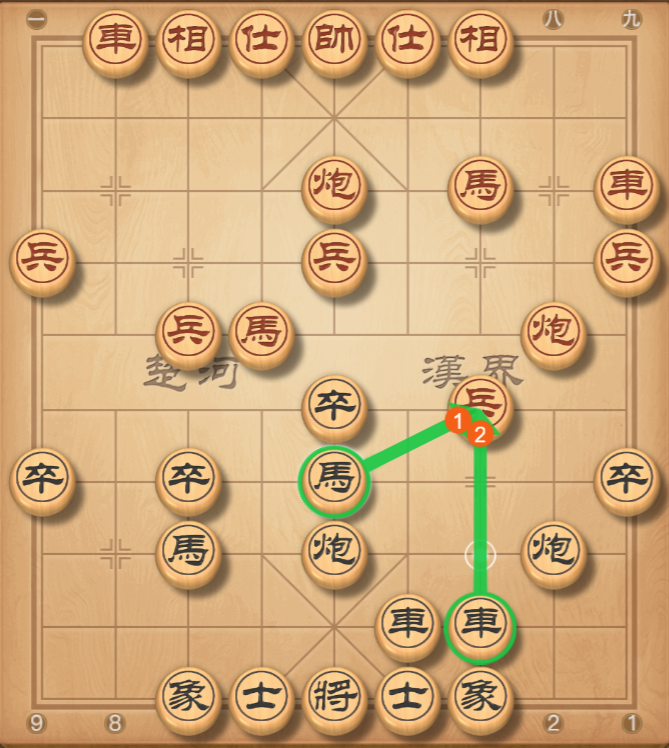 一 八 九
車 相 仕 帥 仕 相
炮 馬 車
兵 兵 兵
兵 馬 炮
楚河 漢界
卒 兵
1
2
卒 卒 馬 卒
馬 炮 炮
車 車
象 士 將 士 象
9 8 2 1